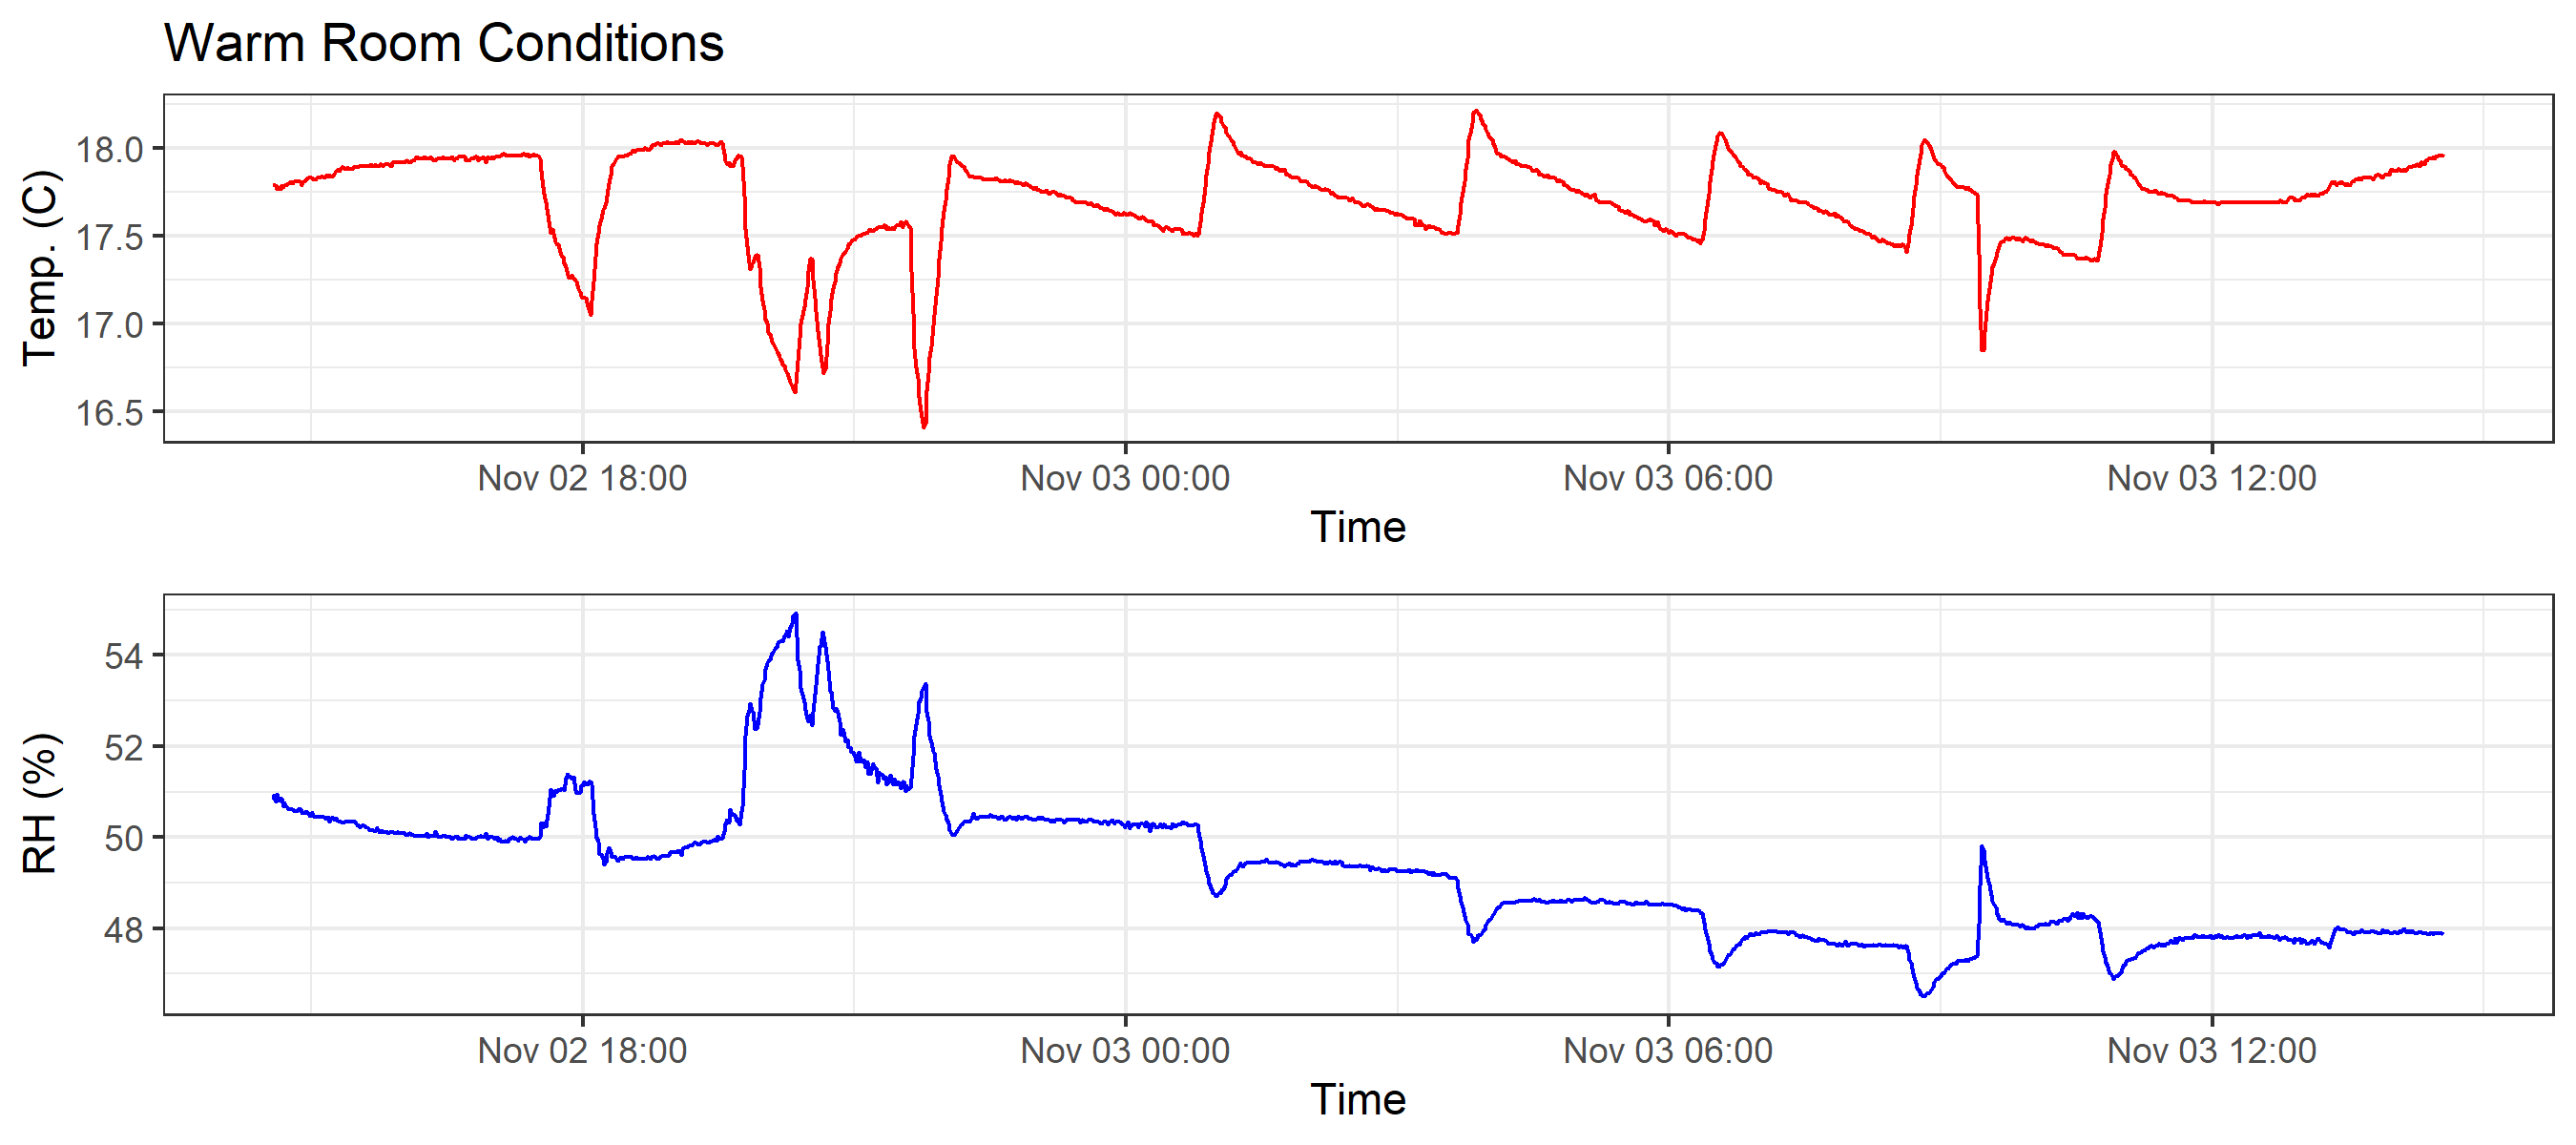 Warm Room Conditions
Temp. (C)
18.0
17.5
17.0
16.5
Nov 02 18:00 Nov 03 00:00 Nov 03 06:00 Nov 03 12:00
Time
RH (%)
54
52
50
48
Nov 02 18:00 Nov 03 00:00 Nov 03 06:00 Nov 03 12:00
Time